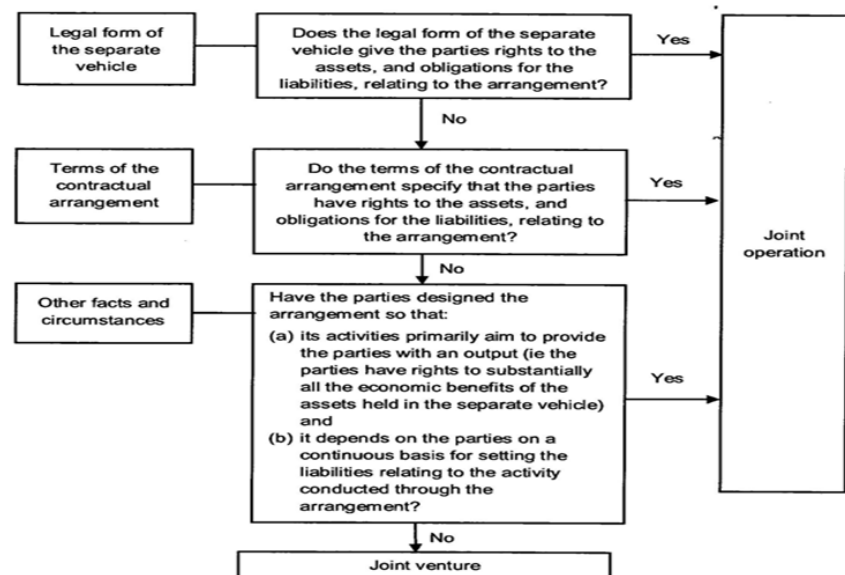 Legal form of
the separate
vehicle
Does the legal form of the separate
vehicle give the parties rights to the
assets, and obligations for the
liabilities, relating to the arrangement?
Yes
No
Terms of the
contractual
arrangement
Do the terms of the contractual
arrangement specify that the parties
have rights to the assets, and
obligations for the liabilities, relating to
the arrangement?
Yes
Joint
operation
No
Other facts and
circumstances
Have the parties designed the
arrangement so that:
(a) its activities primarily aim to provide
the parties with an output (ie the
parties have rights to substantially
all the economic benefits of the
assets held in the separate vehicle)
and
(b) it depends on the parties on a
continuous basis for setting the
liabilities relating to the activity
conducted through the
arrangement?
Yes
No
Joint venture